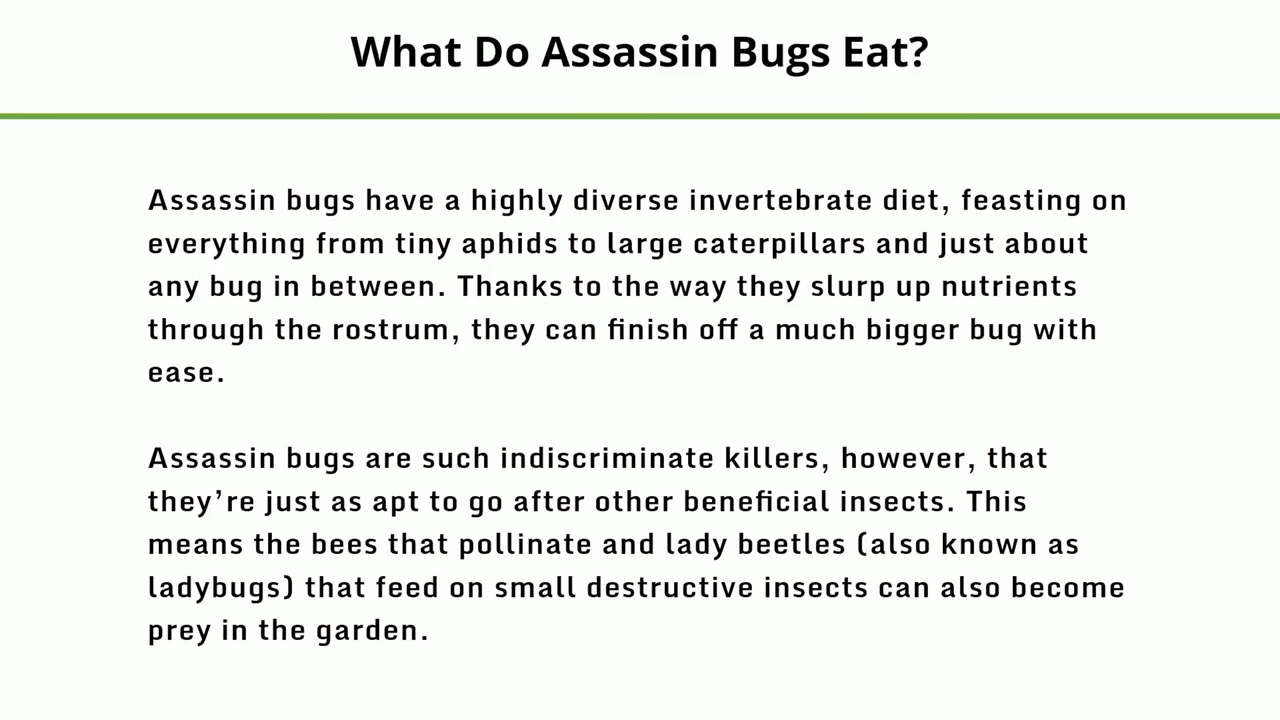 What Do Assassin Bugs Eat?
Assassin bugs have a highly diverse invertebrate diet, feasting on
everything from tiny aphids to large caterpillars and just about
any bug in between. Thanks to the way they slurp up nutrients
through the rostrum, they can finish off a much bigger bug with
ease.
Assassin bugs are such indiscriminate killers, however, that
they’re just as apt to go after other beneficial insects. This
means the bees that pollinate and lady beetles (also known as
ladybugs) that feed on small destructive insects can also become
prey in the garden.